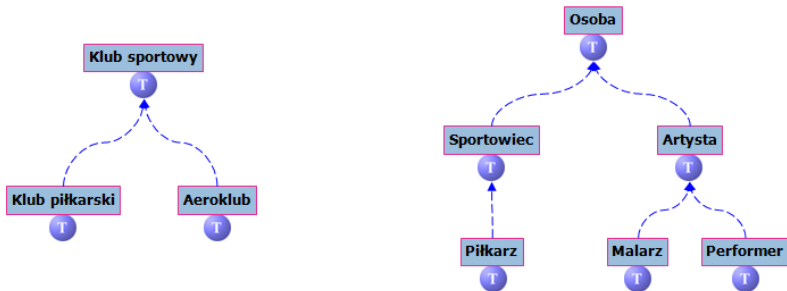 Osoba
T
Klub sportowy
T
Sportowiec
T
Artysta
T
Klub piłkarski
T
Aeroklub
T
Piłkarz
T
Malarz
T
Performer
T